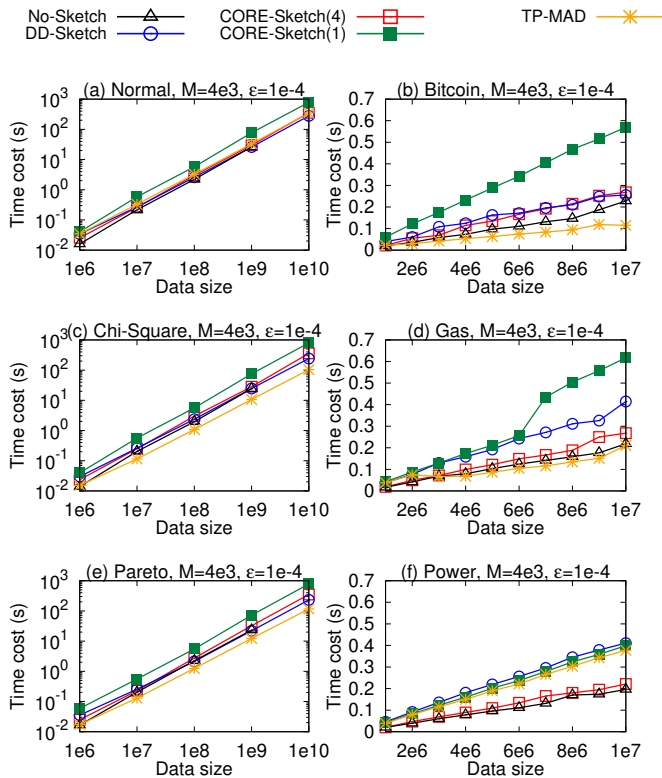 No-Sketch
DD-Sketch
CORE-Sketch(4)
CORE-Sketch(1)
TP-MAD
(a) Normal, M=4e3, ε=1e-4
Time cost (s)
10^3
10^2
10^1
10^0
10^-1
10^-2
1e6 1e7 1e8 1e9 1e10
Data size
(b) Bitcoin, M=4e3, ε=1e-4
Time cost (s)
0.7
0.6
0.5
0.4
0.3
0.2
0.1
0
2e6 4e6 6e6 8e6 1e7
Data size
(c) Chi-Square, M=4e3, ε=1e-4
Time cost (s)
10^3
10^2
10^1
10^0
10^-1
10^-2
1e6 1e7 1e8 1e9 1e10
Data size
(d) Gas, M=4e3, ε=1e-4
Time cost (s)
0.7
0.6
0.5
0.4
0.3
0.2
0.1
0
2e6 4e6 6e6 8e6 1e7
Data size
(e) Pareto, M=4e3, ε=1e-4
Time cost (s)
10^3
10^2
10^1
10^0
10^-1
10^-2
1e6 1e7 1e8 1e9 1e10
Data size
(f) Power, M=4e3, ε=1e-4
Time cost (s)
0.7
0.6
0.5
0.4
0.3
0.2
0.1
0
2e6 4e6 6e6 8e6 1e7
Data size